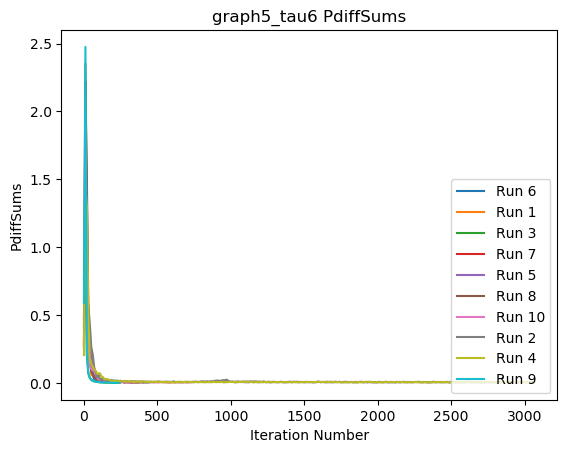 graph5_tau6 PdiffSums
PdiffSums
2.5
2.0
1.5
1.0
0.5
0.0
0
500
1000
1500
2000
2500
3000
Iteration Number
Run 6
Run 1
Run 3
Run 7
Run 5
Run 8
Run 10
Run 2
Run 4
Run 9